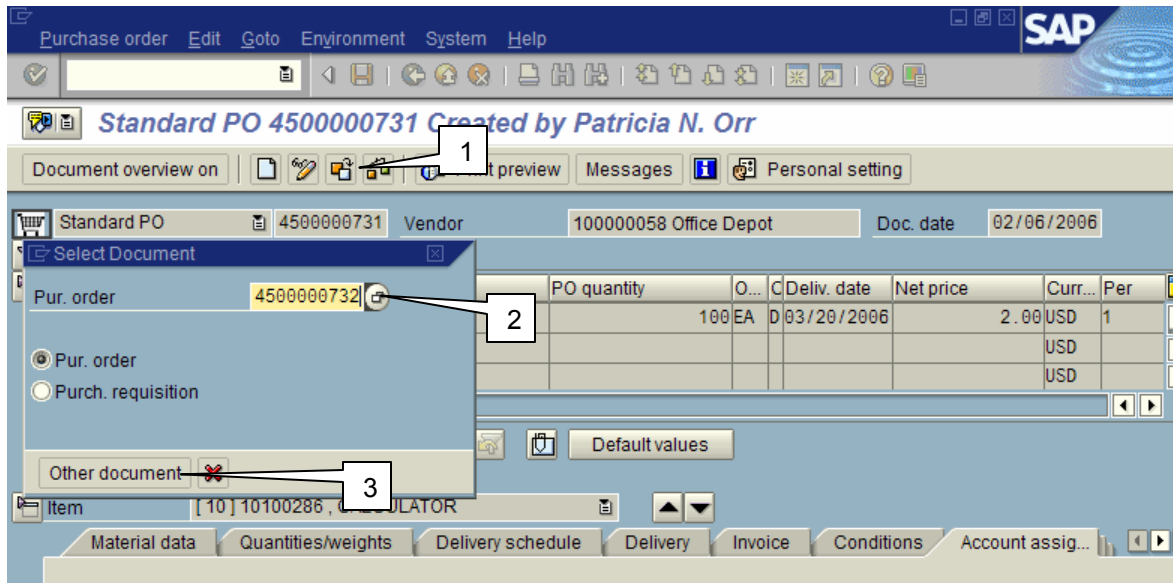 Purchase order Edit Goto Environment System Help
SAP
Standard PO 4500000731 Created by Patricia N. Orr
1
Document overview on preview Messages Personal setting
Standard PO 4500000731 Vendor 100000058 Office Depot Doc. date 02/06/2006
Select Document
PO quantity O... C Deliv. date Net price Curr... Per
Pur. order 4500000732
2
100 EA D 03/20/2006 2.00 USD 1
USD
USD
Pur. order
Purch. requisition
Default values
Other document
3
Item [ 10 ] 10100286 ,
Material data Quantities/weights Delivery schedule Delivery Invoice Conditions Account assig...